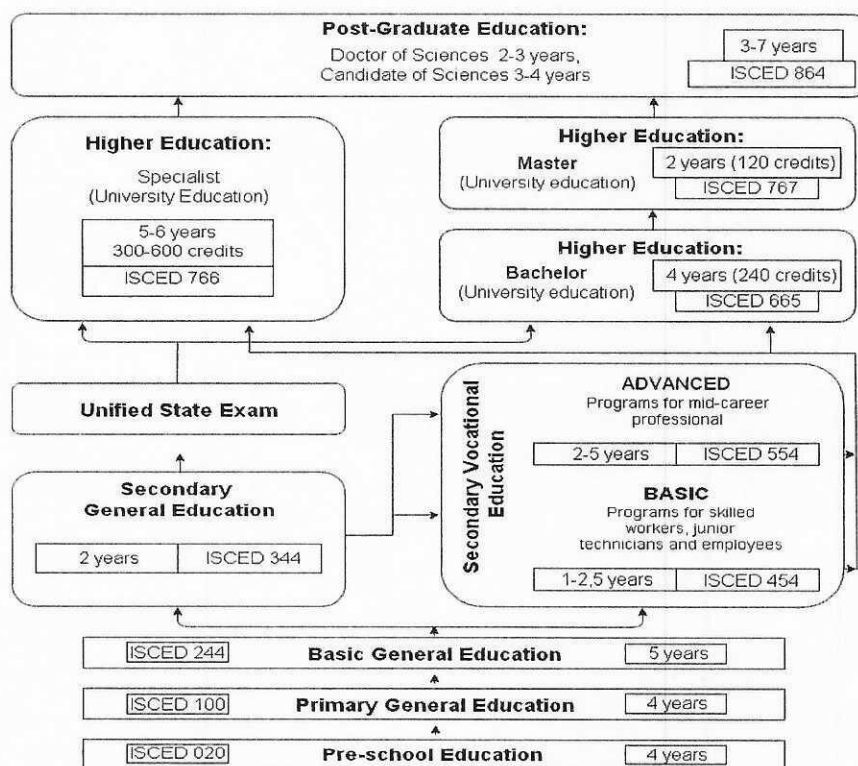 Post-Graduate Education:
Doctor of Sciences 2-3 years,
Candidate of Sciences 3-4 years
3-7 years
ISCED 864
Higher Education:
Specialist
(University Education)
5-6 years
300-600 credits
ISCED 766
Higher Education:
Master
(University education)
2 years (120 credits)
ISCED 767
Higher Education:
Bachelor
(University education)
4 years (240 credits)
ISCED 665
Unified State Exam
Secondary
General Education
2 years
ISCED 344
Secondary Vocational
Education
ADVANCED
Programs for mid-career
professional
2-5 years
ISCED 554
BASIC
Programs for skilled
workers, junior
technicians and employees
1-2,5 years
ISCED 454
ISCED 244
Basic General Education
5 years
ISCED 100
Primary General Education
4 years
ISCED 020
Pre-school Education
4 years